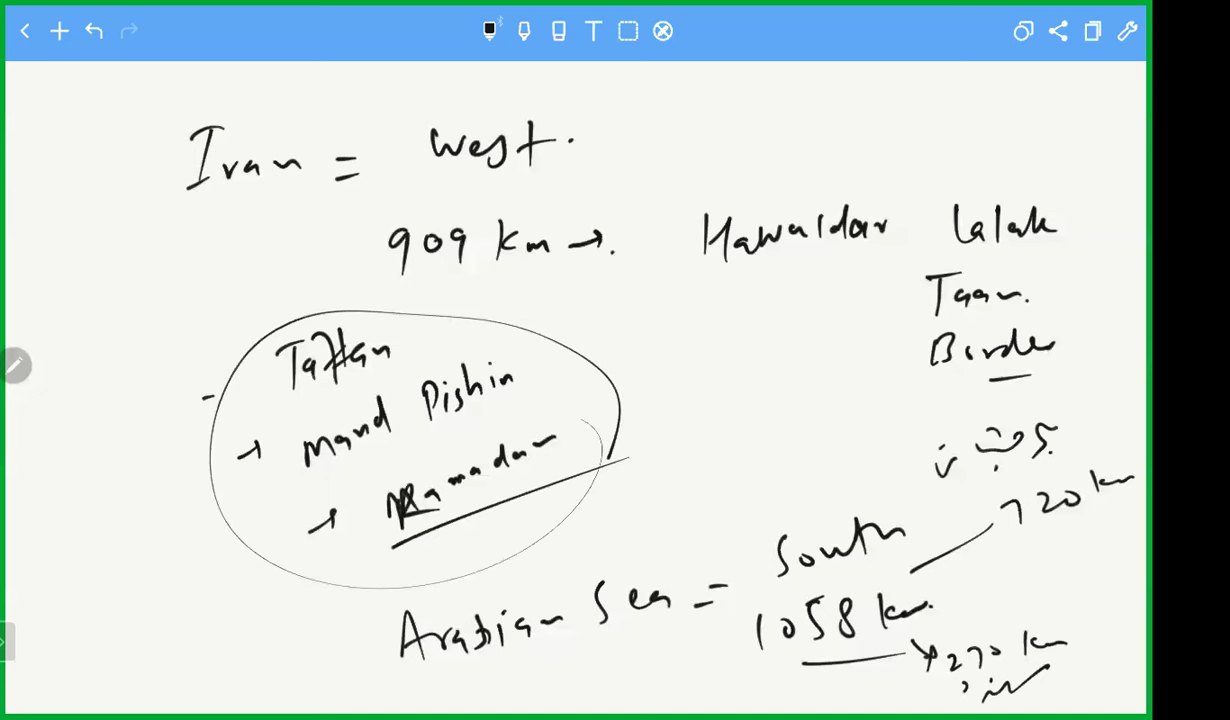 Iran = West.
909 km →. Hawaldar Lalak
Taan.
Border
Taftan
→ Mand Pishin
→ Ramadan
South
720 km
Arabian Sea =
1058 km.
270 km